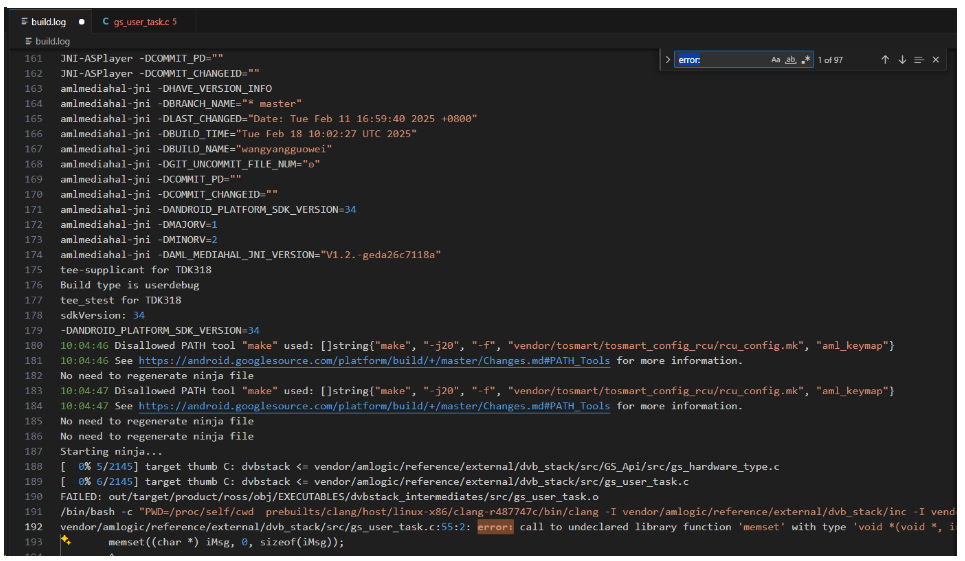 build.log
gs_user_task.c 5
build.log
error:
Aa ab .*
1 of 97
161 JNI-ASPlayer -DCOMMIT_PD=""
162 JNI-ASPlayer -DCOMMIT_CHANGEID=""
163 amlmediahal-jni -DHAVE_VERSION_INFO
164 amlmediahal-jni -DBRANCH_NAME="* master"
165 amlmediahal-jni -DLAST_CHANGED="Date: Tue Feb 11 16:59:40 2025 +0800"
166 amlmediahal-jni -DBUILD_TIME="Tue Feb 18 10:02:27 UTC 2025"
167 amlmediahal-jni -DBUILD_NAME="wangyangguowei"
168 amlmediahal-jni -DGIT_UNCOMMIT_FILE_NUM="0"
169 amlmediahal-jni -DCOMMIT_PD=""
170 amlmediahal-jni -DCOMMIT_CHANGEID=""
171 amlmediahal-jni -DANDROID_PLATFORM_SDK_VERSION=34
172 amlmediahal-jni -DMAJORV=1
173 amlmediahal-jni -DMINORV=2
174 amlmediahal-jni -DAML_MEDIAHAL_JNI_VERSION="V1.2.-geda26c7118a"
175 tee-supplicant for TDK318
176 Build type is userdebug
177 tee_stest for TDK318
178 sdkVersion: 34
179 -DANDROID_PLATFORM_SDK_VERSION=34
180 10:04:46 Disallowed PATH tool "make" used: []string{"make", "-j20", "-f", "vendor/tosmart/tosmart_config_rcu/rcu_config.mk", "aml_keymap"}
181 10:04:46 See https://android.googlesource.com/platform/build/+/master/Changes.md#PATH_Tools for more information.
182 No need to regenerate ninja file
183 10:04:47 Disallowed PATH tool "make" used: []string{"make", "-j20", "-f", "vendor/tosmart/tosmart_config_rcu/rcu_config.mk", "aml_keymap"}
184 10:04:47 See https://android.googlesource.com/platform/build/+/master/Changes.md#PATH_Tools for more information.
185 No need to regenerate ninja file
186 No need to regenerate ninja file
187 Starting ninja...
188 [  0% 5/2145] target thumb C: dvbstack <= vendor/amlogic/reference/external/dvb_stack/src/GS_Api/src/gs_hardware_type.c
189 [  0% 6/2145] target thumb C: dvbstack <= vendor/amlogic/reference/external/dvb_stack/src/gs_user_task.c
190 FAILED: out/target/product/ross/obj/EXECUTABLES/dvbstack_intermediates/src/gs_user_task.o
191 /bin/bash -c "PWD=/proc/self/cwd  prebuilts/clang/host/linux-x86/clang-r487747c/bin/clang -I vendor/amlogic/reference/external/dvb_stack/inc -I vend
192 vendor/amlogic/reference/external/dvb_stack/src/gs_user_task.c:55:2: error: call to undeclared library function 'memset' with type 'void *(void *, i
193 memset((char *) iMsg, 0, sizeof(iMsg));